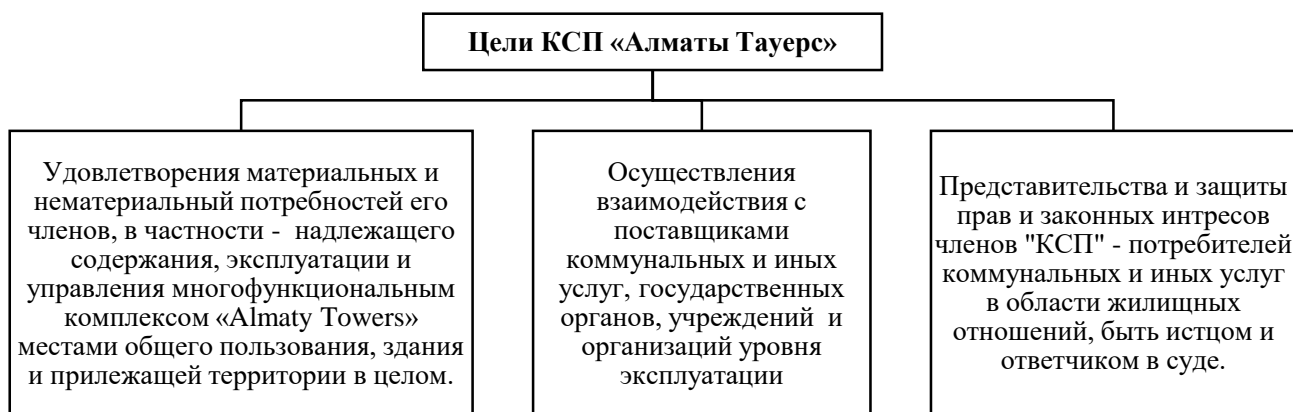 Цели КСП «Алматы Тауерс»
Удовлетворения материальных и
нематериальный потребностей его
членов, в частности - надлежащего
содержания, эксплуатации и
управления многофункциональным
комплексом «Almaty Towers»
местами общего пользования, здания
и прилежащей территории в целом.
Осуществления
взаимодействия с
поставщиками
коммунальных и иных
услуг, государственных
органов, учреждений и
организаций уровня
эксплуатации
Представительства и защиты
прав и законных интресов
членов "КСП" - потребителей
коммунальных и иных услуг
в области жилищных
отношений, быть истцом и
ответчиком в суде.